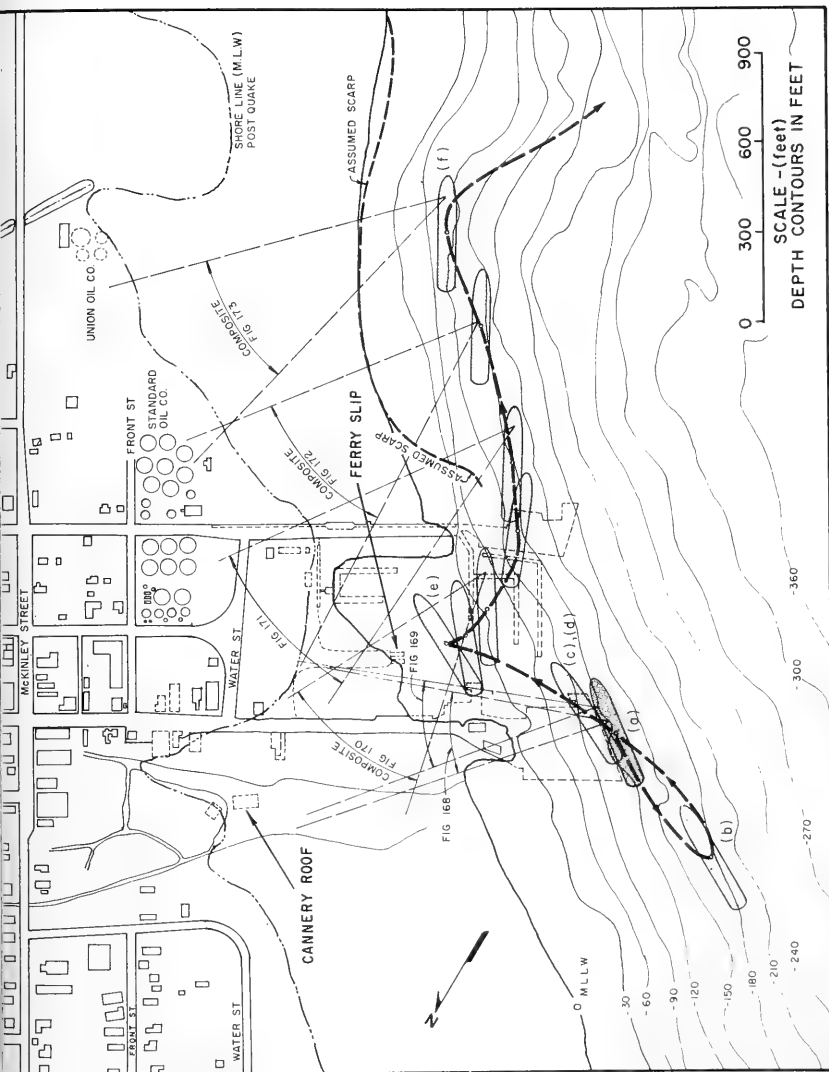 McKINLEY STREET
FRONT ST
STANDARD
OIL CO.
UNION OIL CO.
SHORE LINE (M.L.W)
POST QUAKE
ASSUMED SCARP
ASSUMED SCARP
WATER ST
FERRY SLIP
COMPOSITE
FIG 173
COMPOSITE
FIG 172
FIG 171
FIG 169
COMPOSITE
FIG 170
FIG 168
CANNERY ROOF
FRONT ST
WATER ST
N
(a)
(b)
(c),(d)
(e)
(f)
0 MLLW
-30
-60
-90
-120
-150
-180
-210
-240
-270
-300
-360
0 300 600 900
SCALE -(feet)
DEPTH CONTOURS IN FEET